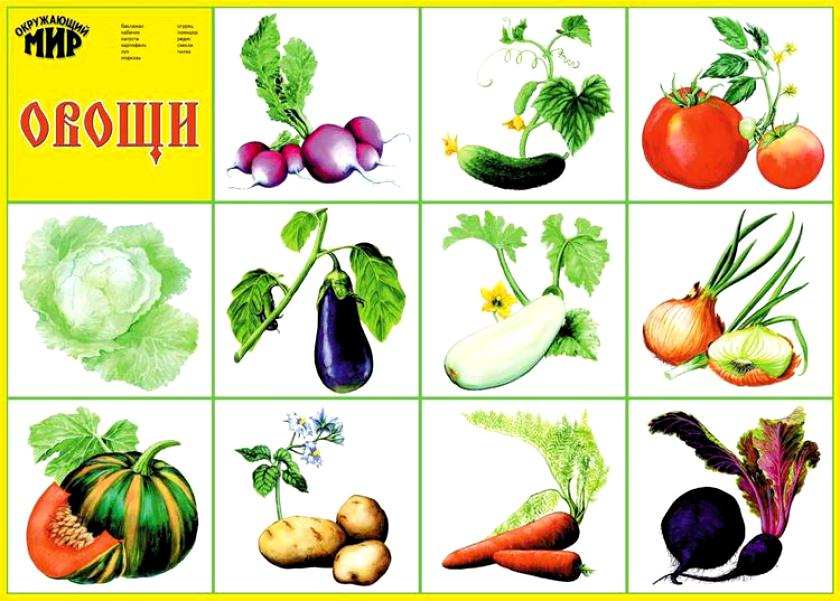 ОКРУЖАЮЩИЙ
МИР
баклажан
кабачок
капуста
картофель
лук
морковь
огурец
помидор
редис
свекла
тыква
ОВОЩИ